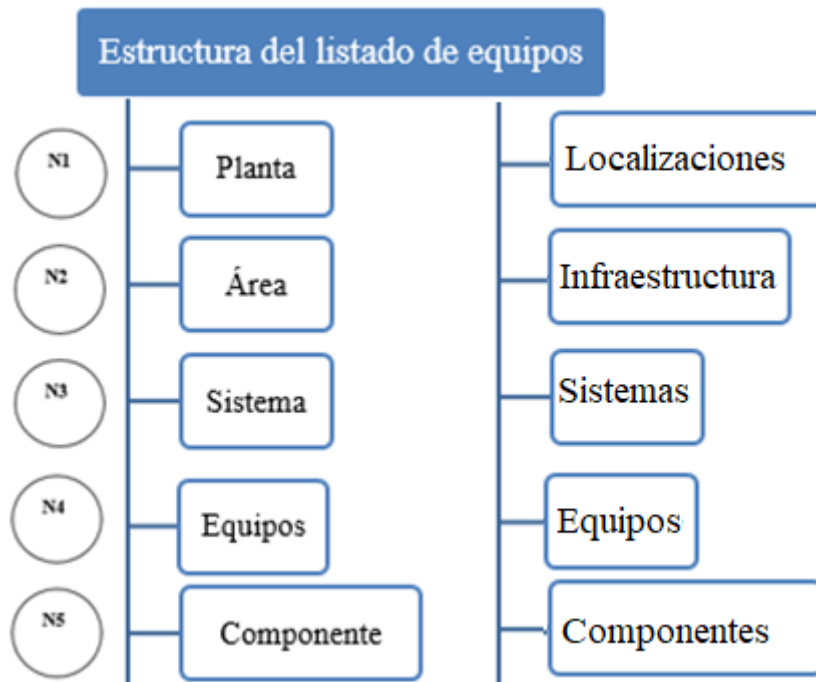 Estructura del listado de equipos
N1
Planta
Localizaciones
N2
Área
Infraestructura
N3
Sistema
Sistemas
N4
Equipos
Equipos
N5
Componente
Componentes